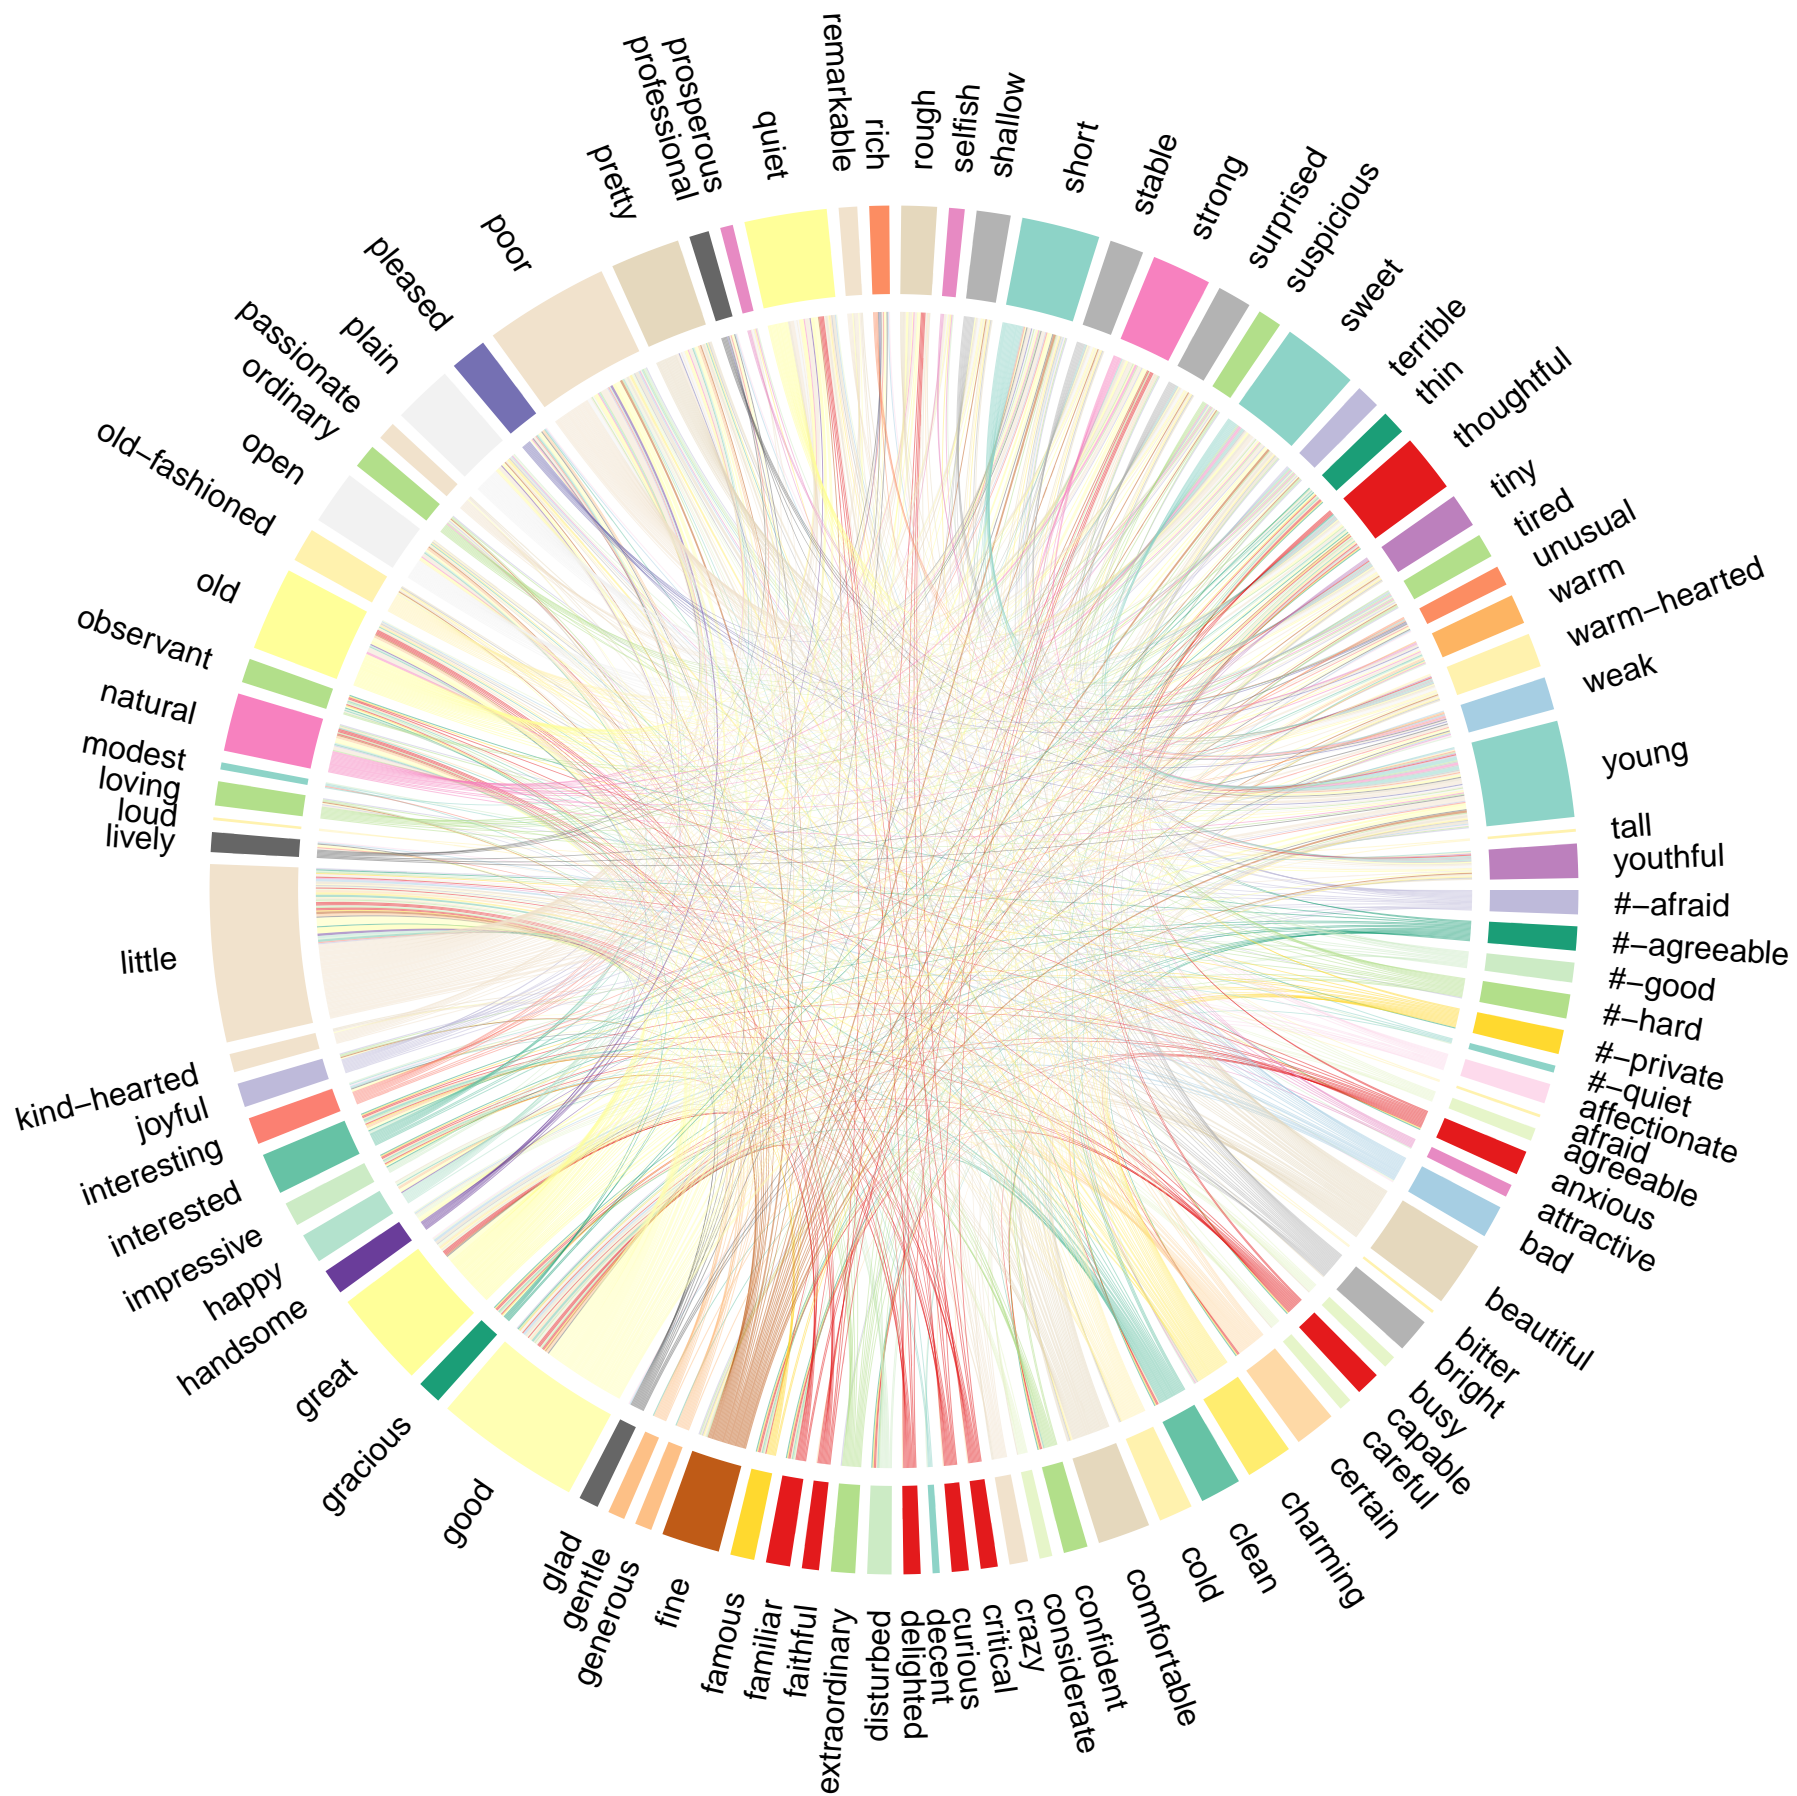 remarkable
rich
rough
selfish
shallow
short
stable
strong
surprised
suspicious
sweet
terrible
thin
thoughtful
tiny
tired
unusual
warm
warm–hearted
weak
young
tall
youthful
#–afraid
#–agreeable
#–good
#–hard
#–private
#–quiet
affectionate
afraid
agreeable
anxious
attractive
bad
beautiful
bitter
bright
busy
capable
careful
certain
charming
clean
cold
comfortable
confident
considerate
crazy
critical
curious
decent
delighted
disturbed
extraordinary
faithful
familiar
famous
fine
generous
gentle
glad
good
gracious
great
handsome
happy
impressive
interested
interesting
joyful
kind–hearted
little
lively
loud
loving
modest
natural
observant
old
old–fashioned
open
ordinary
passionate
plain
pleased
poor
pretty
professional
prosperous
quiet